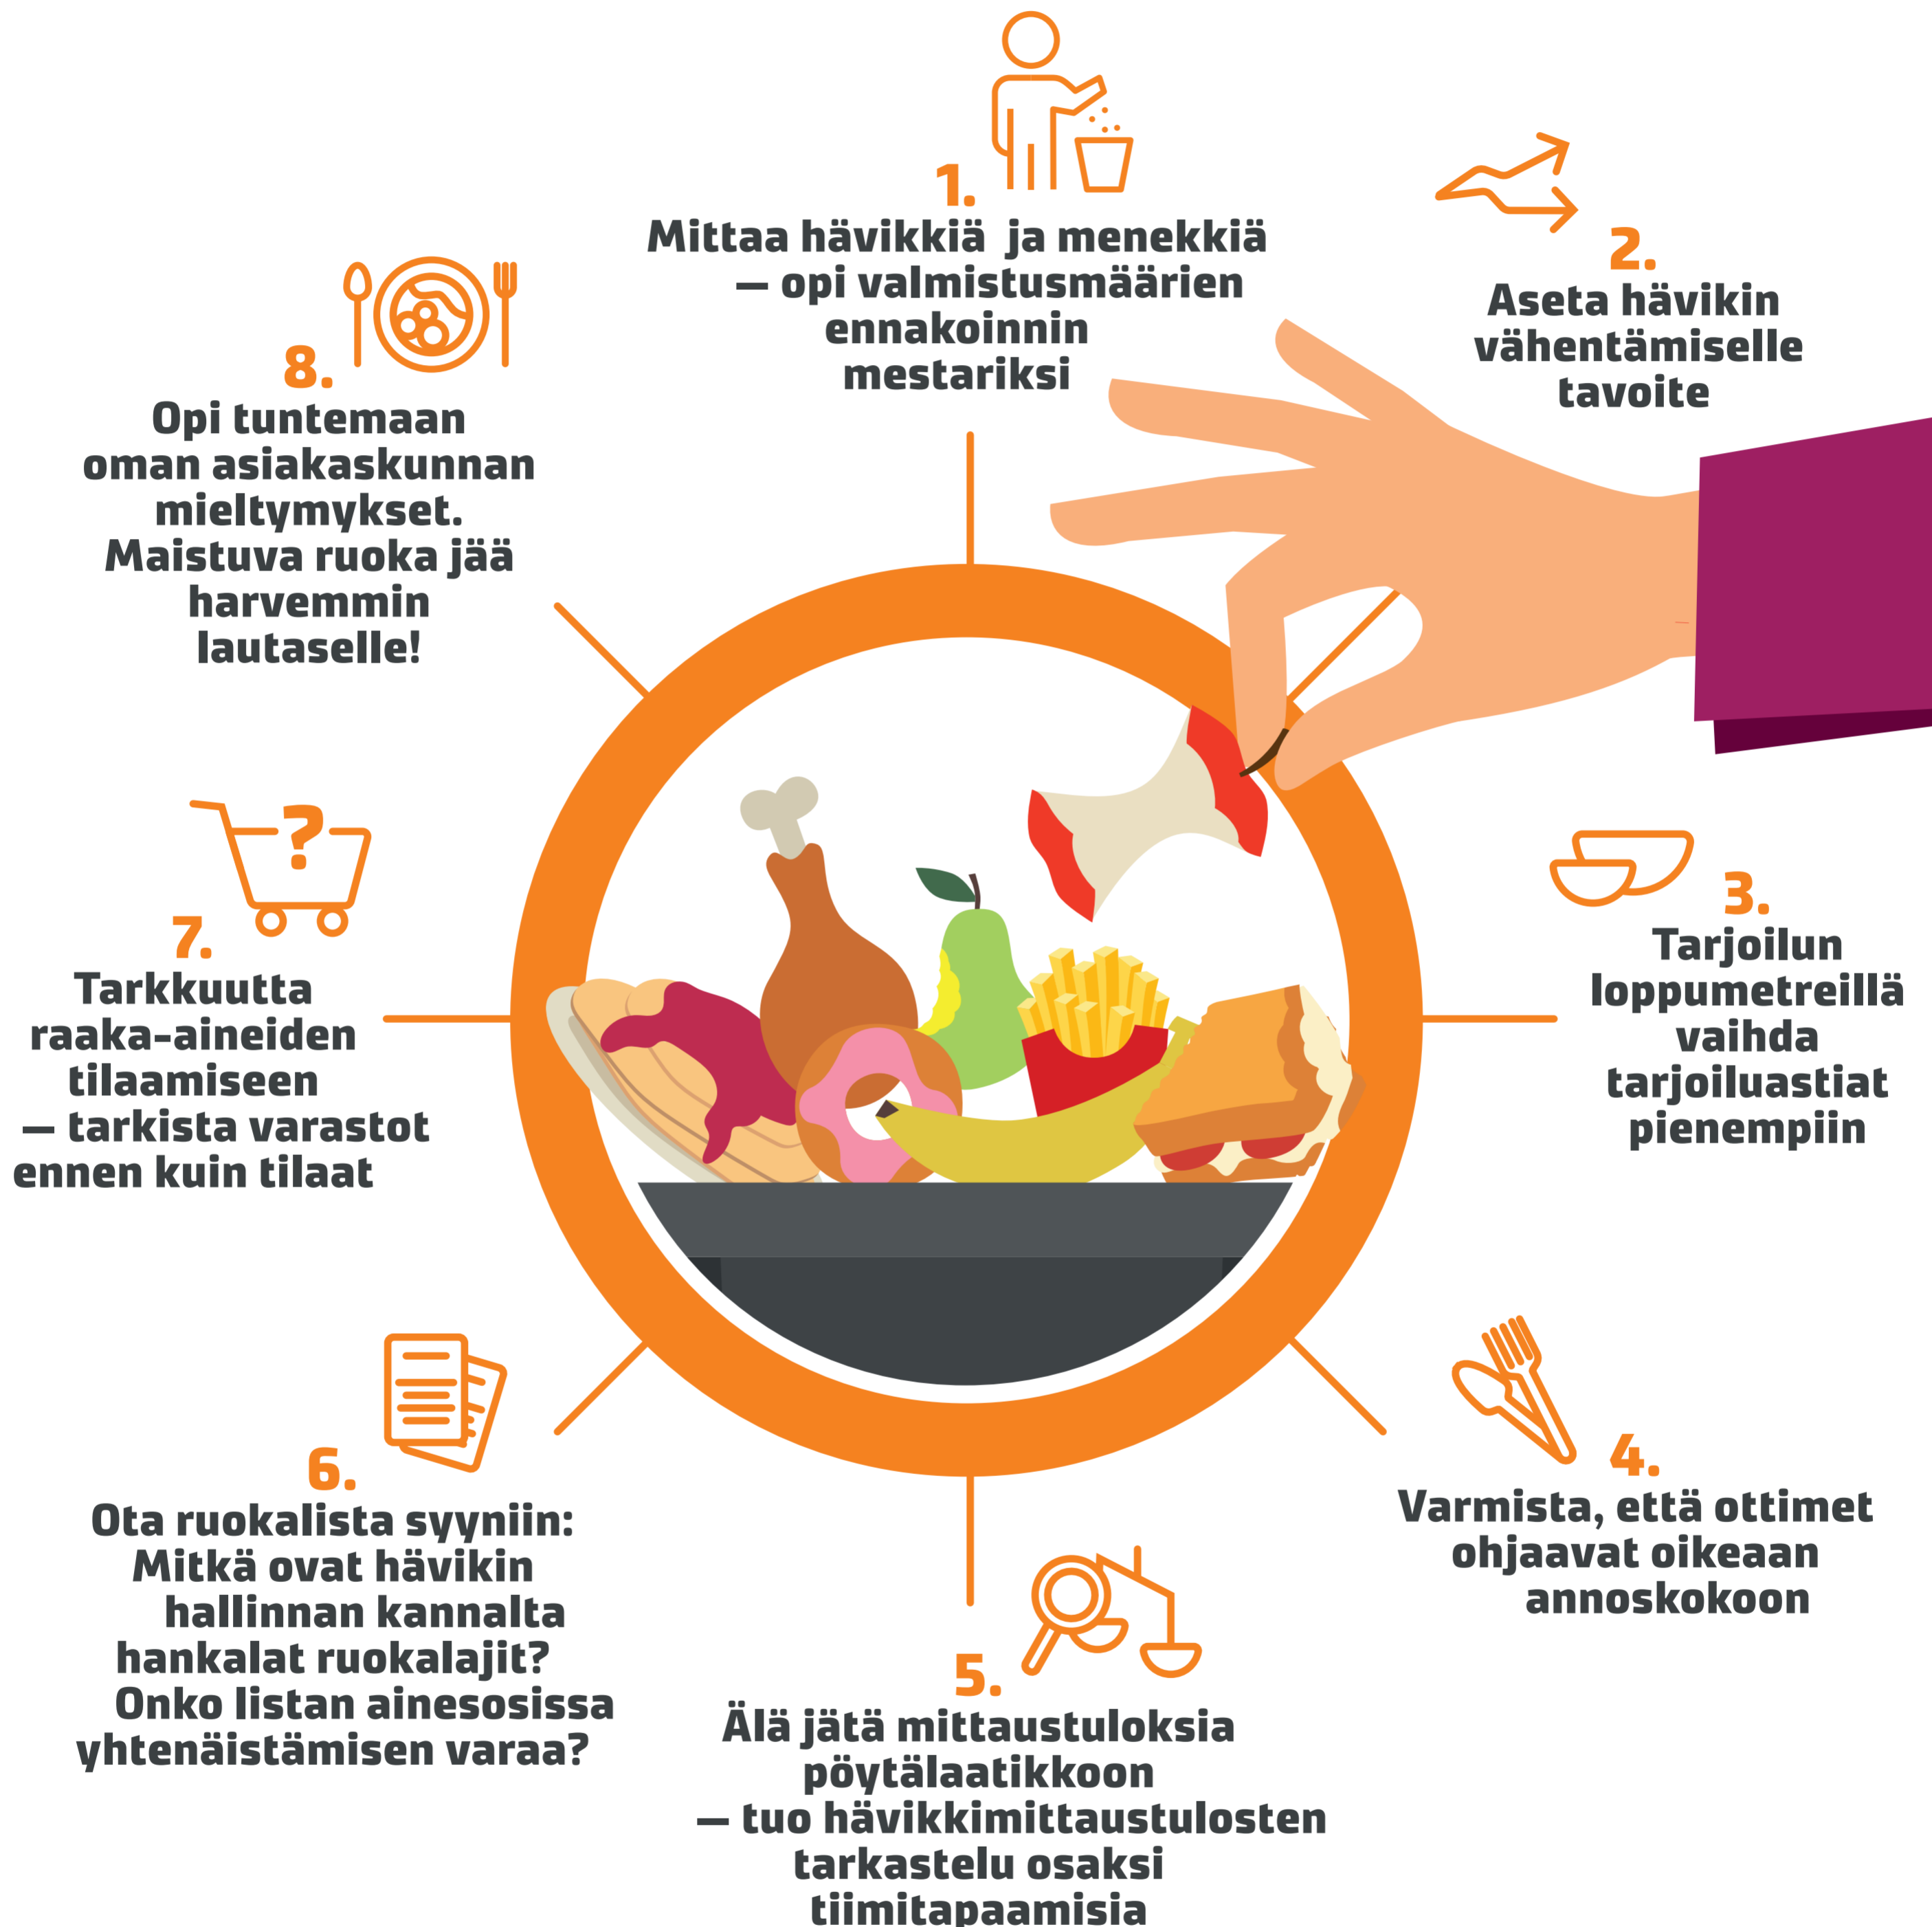 1.
Mittaa hävikkiä ja menekkiä
— opi valmistusmäärien
ennakoinnin
mestariksi
2.
Aseta hävikin
vähentämiselle
tavoite
3.
Tarjoilun
loppumetreillä
vaihda
tarjoiluastiat
pienempiin
4.
Varmista, että ottimet
ohjaavat oikeaan
annoskokoon
5.
Älä jätä mittaustuloksia
pöytälaatikkoon
— tuo hävikkimittaustulosten
tarkastelu osaksi
tiimitapaamisia
6.
Ota ruokalista syyniin:
Mitkä ovat hävikin
hallinnan kannalta
hankalat ruokalajit?
Onko listan ainesosissa
yhtenäistämisen varaa?
?
7.
Tarkkuutta
raaka-aineiden
tilaamiseen
— tarkista varastot
ennen kuin tilaat
8.
Opi tuntemaan
oman asiakaskunnan
mieltymykset.
Maistuva ruoka jää
harvemmin
lautaselle!